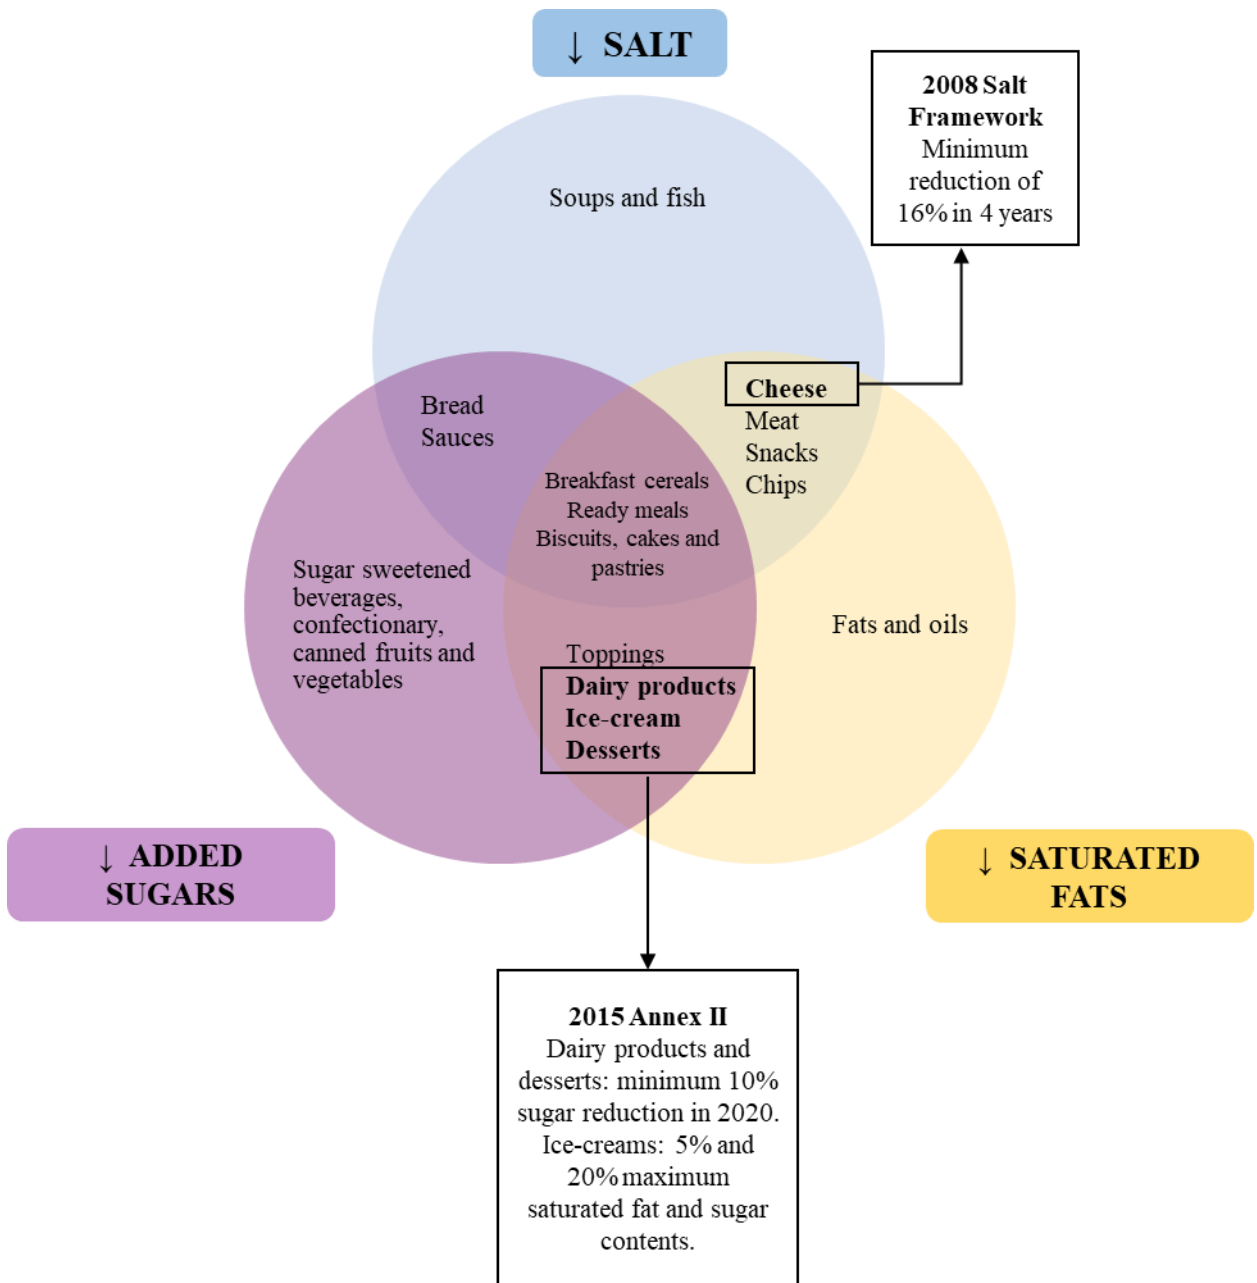 ↓ SALT
2008 Salt
Framework
Minimum
reduction of
16% in 4 years
Soups and fish
Bread
Sauces
Cheese
Meat
Snacks
Chips
Breakfast cereals
Ready meals
Biscuits, cakes and
pastries
Sugar sweetened
beverages,
confectionary,
canned fruits and
vegetables
Fats and oils
Toppings
Dairy products
Ice-cream
Desserts
↓ ADDED
SUGARS
↓ SATURATED
FATS
2015 Annex II
Dairy products and
desserts: minimum 10%
sugar reduction in 2020.
Ice-creams: 5% and
20% maximum
saturated fat and sugar
contents.